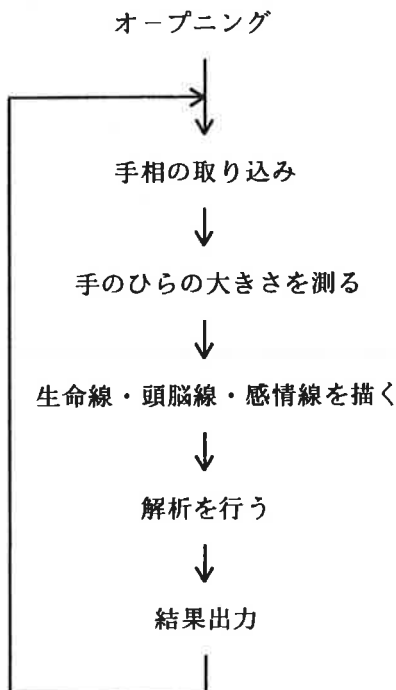 オープニング
手相の取り込み
手のひらの大きさを測る
生命線・頭脳線・感情線を描く
解析を行う
結果出力